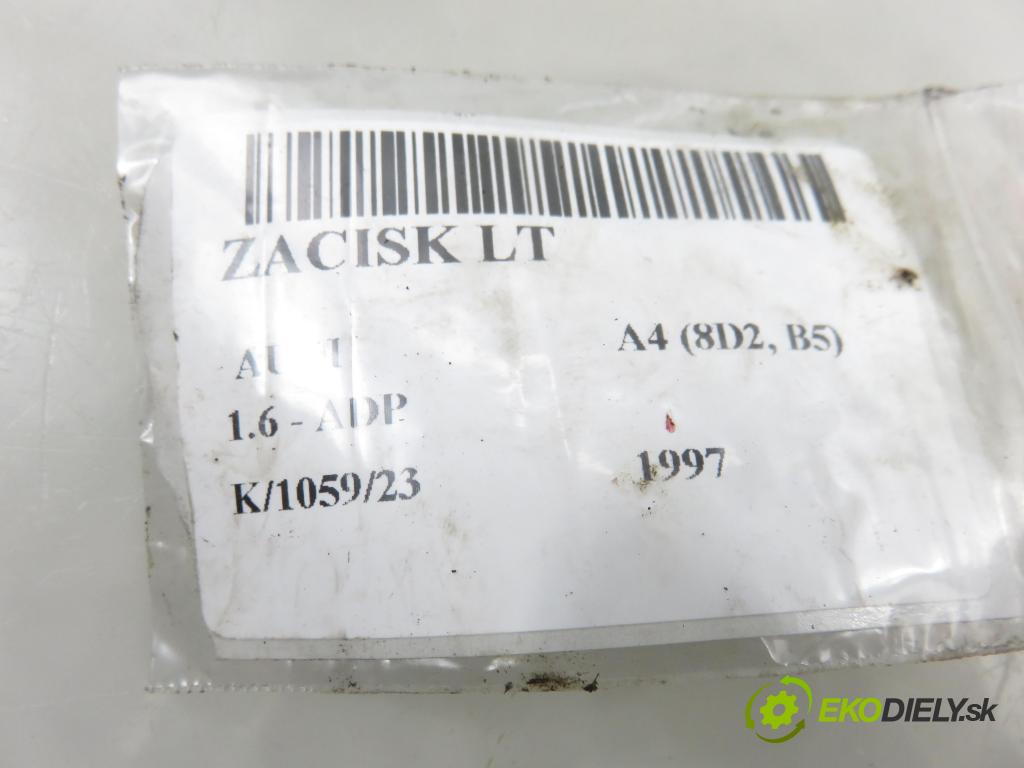 ZACISK LT
A4 (8D2, B5)
1.6 - ADP
K/1059/23 1997
EKODIELY.sk